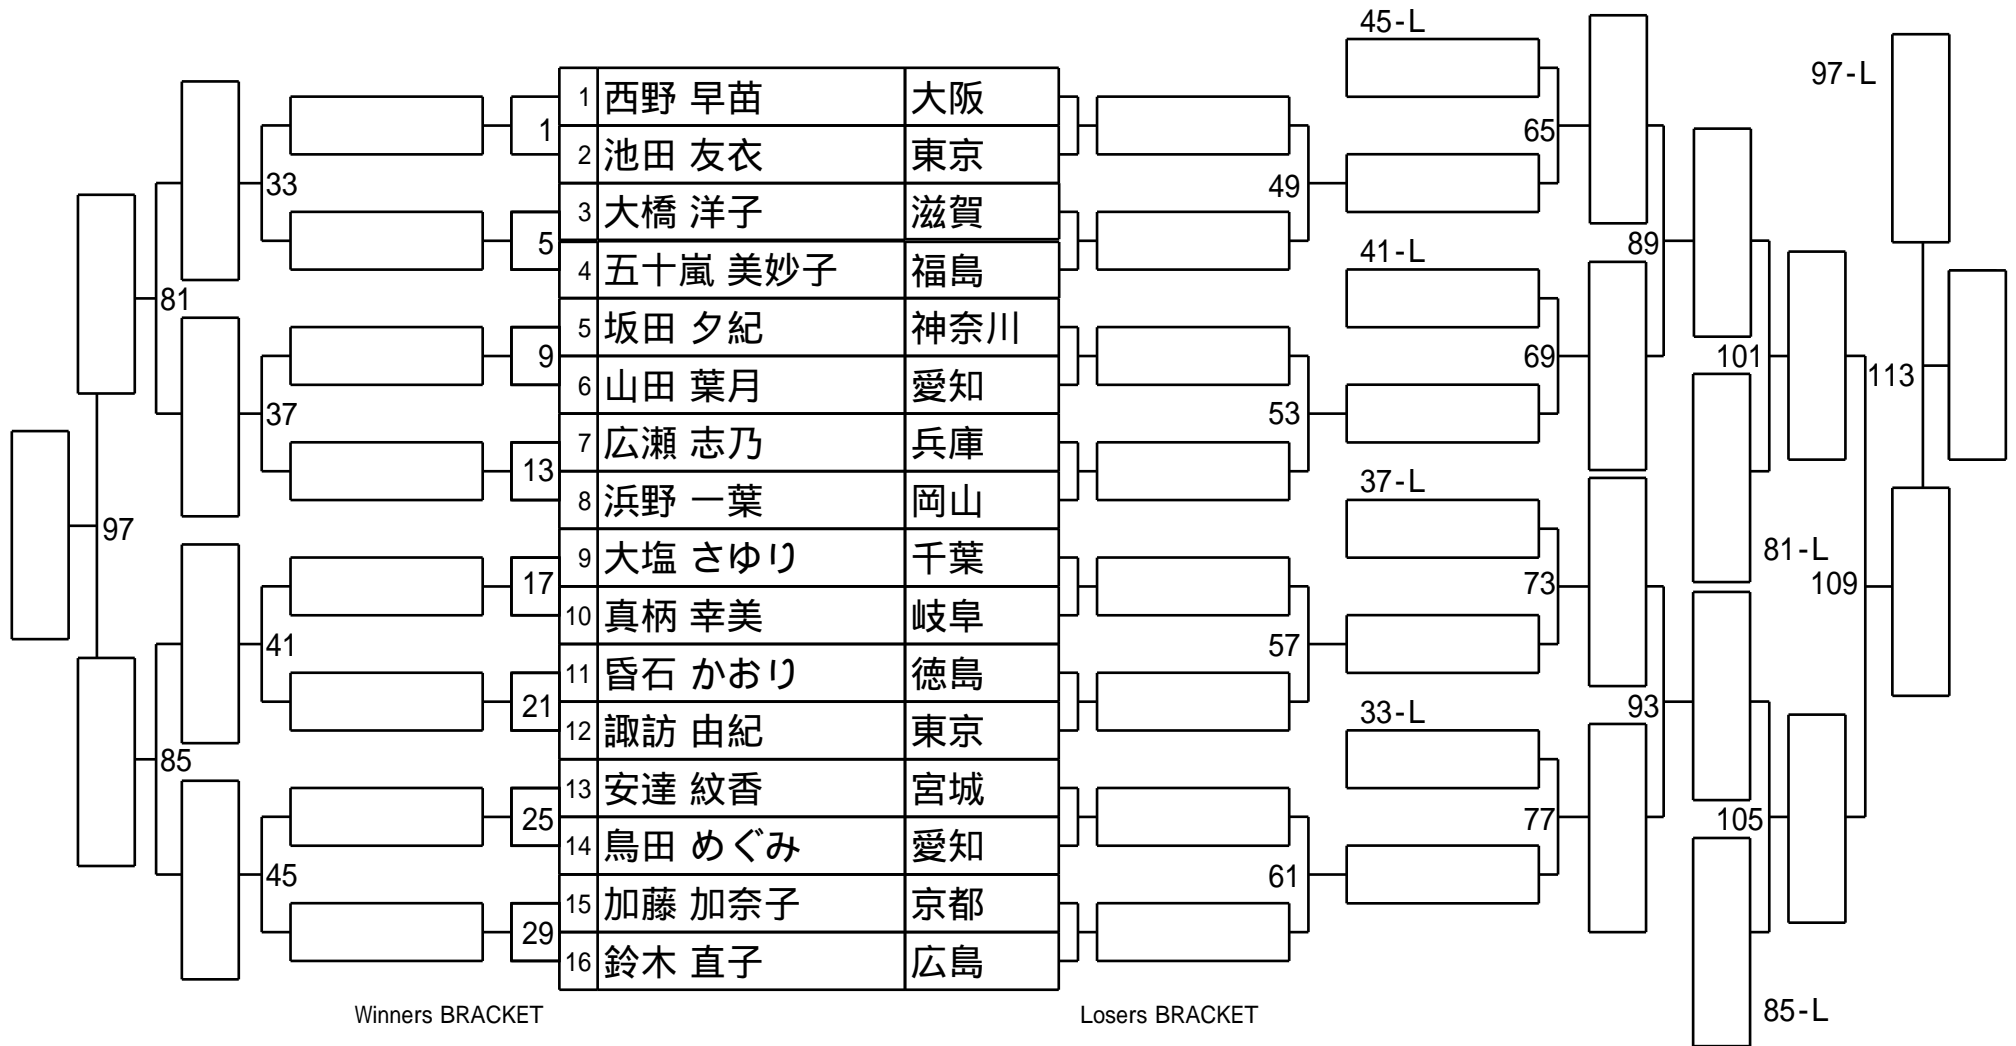 45-L
97-L
1 西野 早苗 大阪
1
65
2 池田 友衣 東京
33
49
3 大橋 洋子 滋賀
5
89
41-L
4 五十嵐 美妙子 福島
81
5 坂田 夕紀 神奈川
9
69
101
113
6 山田 葉月 愛知
37
53
7 広瀬 志乃 兵庫
13
37-L
8 浜野 一葉 岡山
97
9 大塩 さゆり 千葉
81-L
17
73
109
10 真柄 幸美 岐阜
41
57
11 昏石 かおり 徳島
21
33-L
93
12 諏訪 由紀 東京
85
13 安達 紋香 宮城
25
77
105
14 鳥田 めぐみ 愛知
45
61
15 加藤 加奈子 京都
29
16 鈴木 直子 広島
Winners BRACKET
Losers BRACKET
85-L